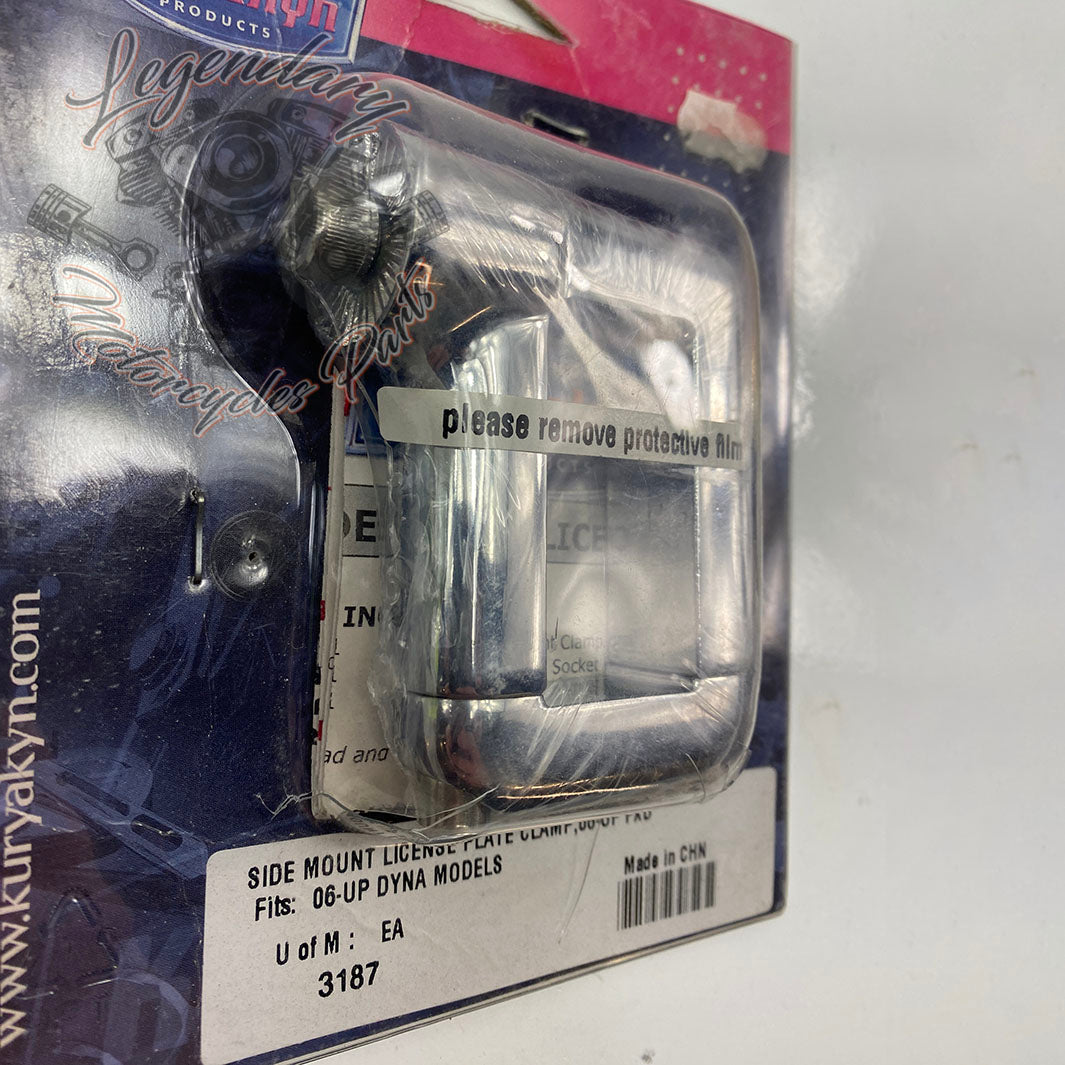 PRODUCTS
Legendary
Motorcycles Parts
please remove protective film
DE
LICE
IN
Clamp
Socket
ad and
www.kuryakyn.com
SIDE MOUNT LICENSE PLATE CLAMP,06-UP FXD
Fits: 06-UP DYNA MODELS
Made in CHN
U of M : EA
3187